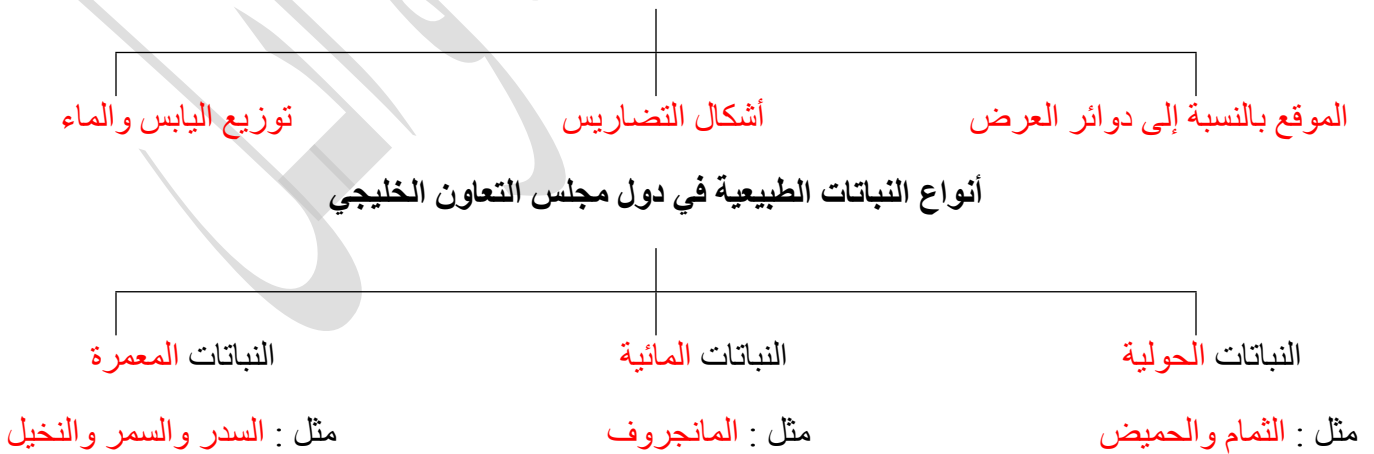 الموقع بالنسبة إلى دوائر العرض أشكال التضاريس توزيع اليابس والماء
أنواع النباتات الطبيعية في دول مجلس التعاون الخليجي
النباتات الحولية النباتات المائية النباتات المعمرة
مثل : الثمام والحميض مثل : المانجروف مثل : السدر والسمر والنخيل